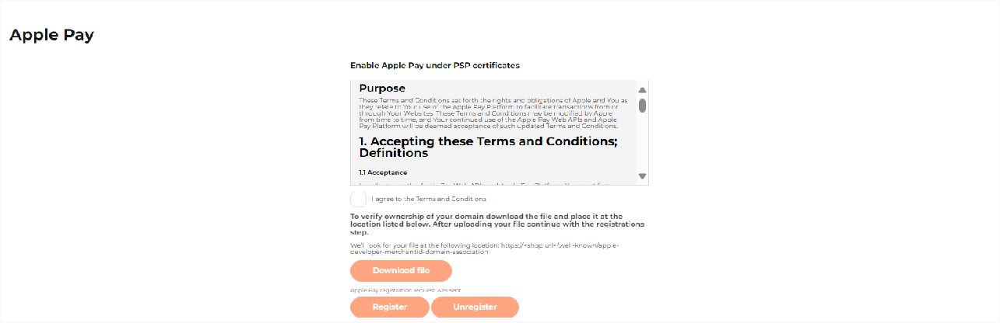 Apple Pay
Enable Apple Pay under PSP certificates
Purpose
These Terms and Conditions set forth the rights and obligations of Apple and You as
they relate to Your use of the Apple Pay Platform to facilitate transactions from or
through Your Websites. These Terms and Conditions may be modified by Apple
from time to time, and Your continued use of the Apple Pay Web APIs and Apple
Pay Platform will be deemed acceptance of such updated Terms and Conditions.
1. Accepting these Terms and Conditions;
Definitions
1.1 Acceptance
I agree to the Terms and Conditions
To verify ownership of your domain download the file and place it at the
location listed below. After uploading your file continue with the registrations
step.
We'll look for your file at the following location: https://<shop url>/.well-known/apple-
developer-merchantid-domain-association
Download file
Apple Pay registration request was sent
Register Unregister